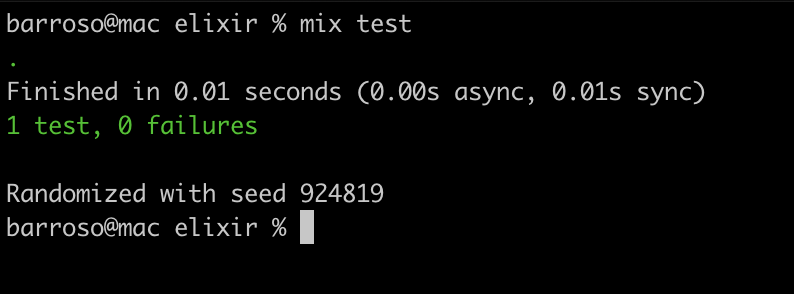 barroso@mac elixir % mix test
.
Finished in 0.01 seconds (0.00s async, 0.01s sync)
1 test, 0 failures
Randomized with seed 924819
barroso@mac elixir %